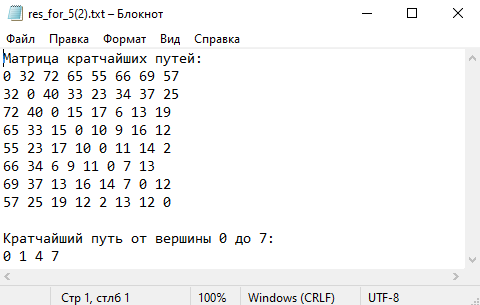 res_for_5(2).txt – Блокнот
Файл Правка Формат Вид Справка
Матрица кратчайших путей:
0 32 72 65 55 66 69 57
32 0 40 33 23 34 37 25
72 40 0 15 17 6 13 19
65 33 15 0 10 9 16 12
55 23 17 10 0 11 14 2
66 34 6 9 11 0 7 13
69 37 13 16 14 7 0 12
57 25 19 12 2 13 12 0
Кратчайший путь от вершины 0 до 7:
0 1 4 7
Стр 1, стлб 1 100% Windows (CRLF) UTF-8